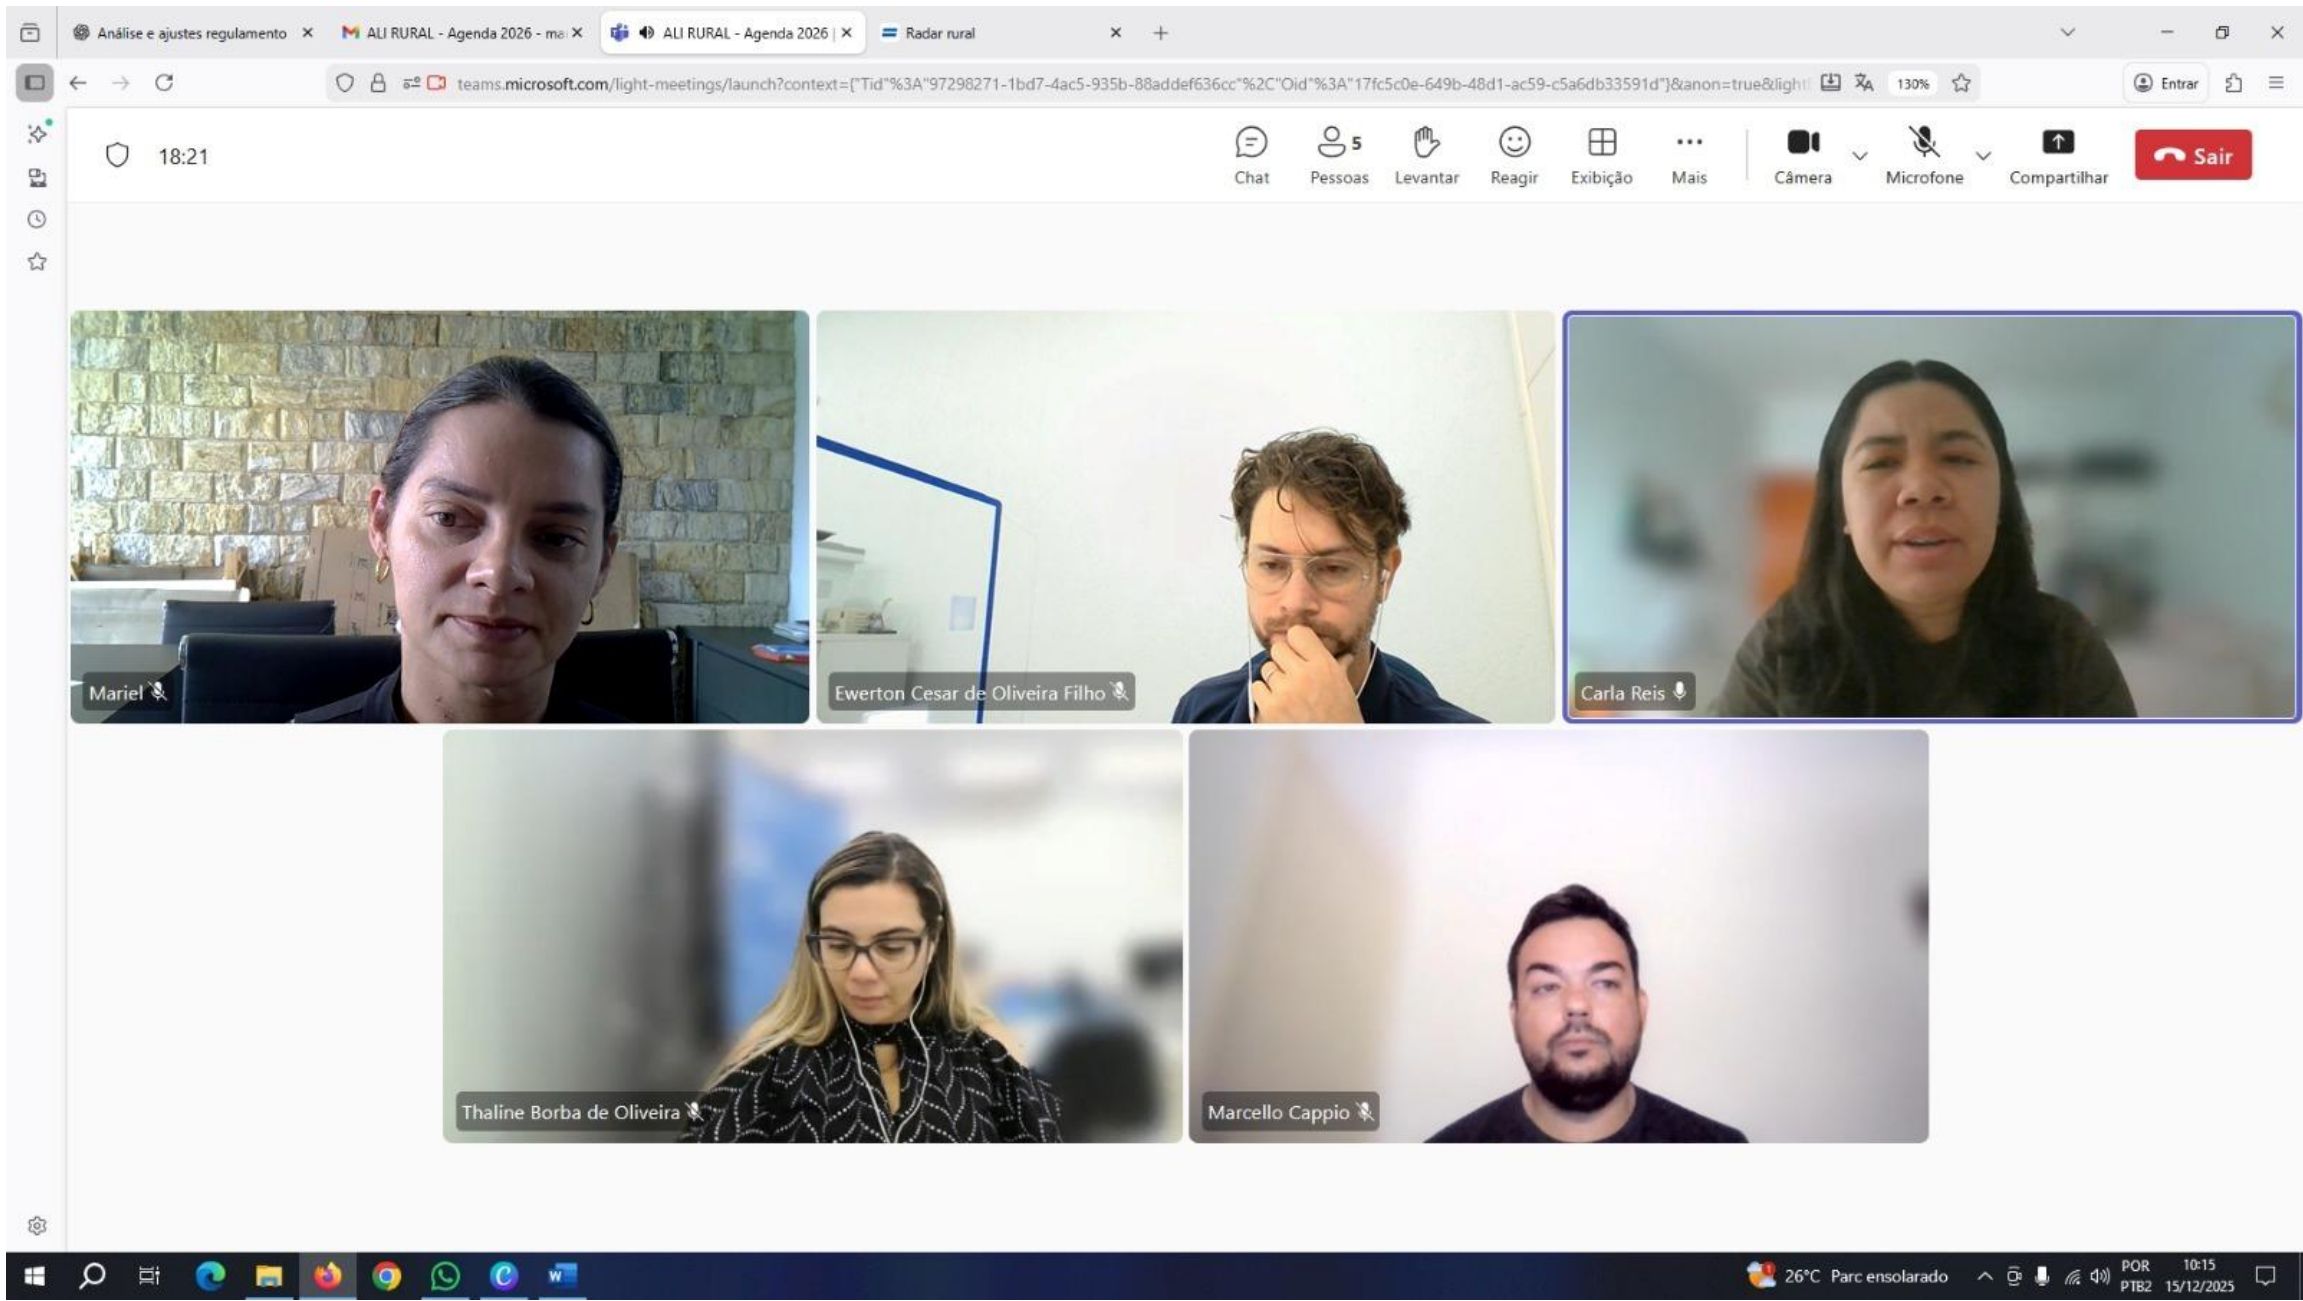 Análise e ajustes regulamento
ALI RURAL - Agenda 2026 - ma
ALI RURAL - Agenda 2026 |
Radar rural
teams.microsoft.com/light-meetings/launch?context={"Tid"%3A"97298271-1bd7-4ac5-935b-88addef636cc"%2C"Oid"%3A"17fc5c0e-649b-48d1-ac59-c5a6db33591d"}&anon=true&light
130%
Entrar
18:21
5
Chat
Pessoas
Levantar
Reagir
Exibição
Mais
Câmera
Microfone
Compartilhar
Sair
Mariel
Ewerton Cesar de Oliveira Filho
Carla Reis
Thaline Borba de Oliveira
Marcello Cappio
26°C Parc ensolarado
POR
PTB2
10:15
15/12/2025